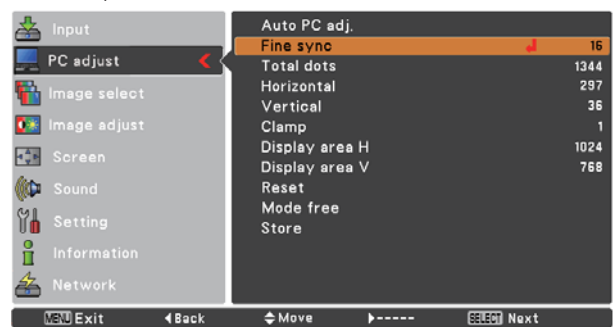 Input
PC adjust
Image select
Image adjust
Screen
Sound
Setting
Information
Network
Auto PC adj.
Fine sync 16
Total dots 1344
Horizontal 297
Vertical 36
Clamp 1
Display area H 1024
Display area V 768
Reset
Mode free
Store
MENU Exit Back Move ----- SELECT Next